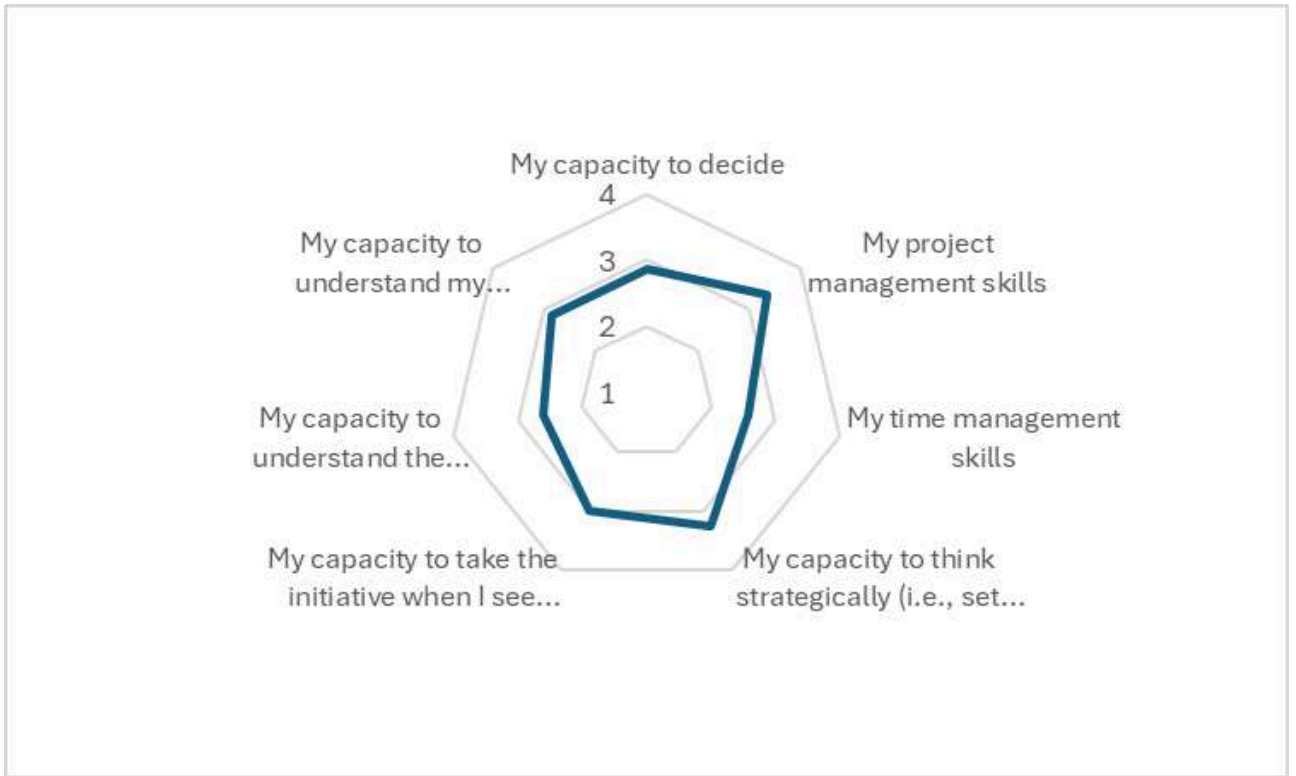 My capacity to decide
4
3
2
1
My project
management skills
My time management
skills
My capacity to think
strategically (i.e., set...
My capacity to take the
initiative when I see...
My capacity to
understand the...
My capacity to
understand my...